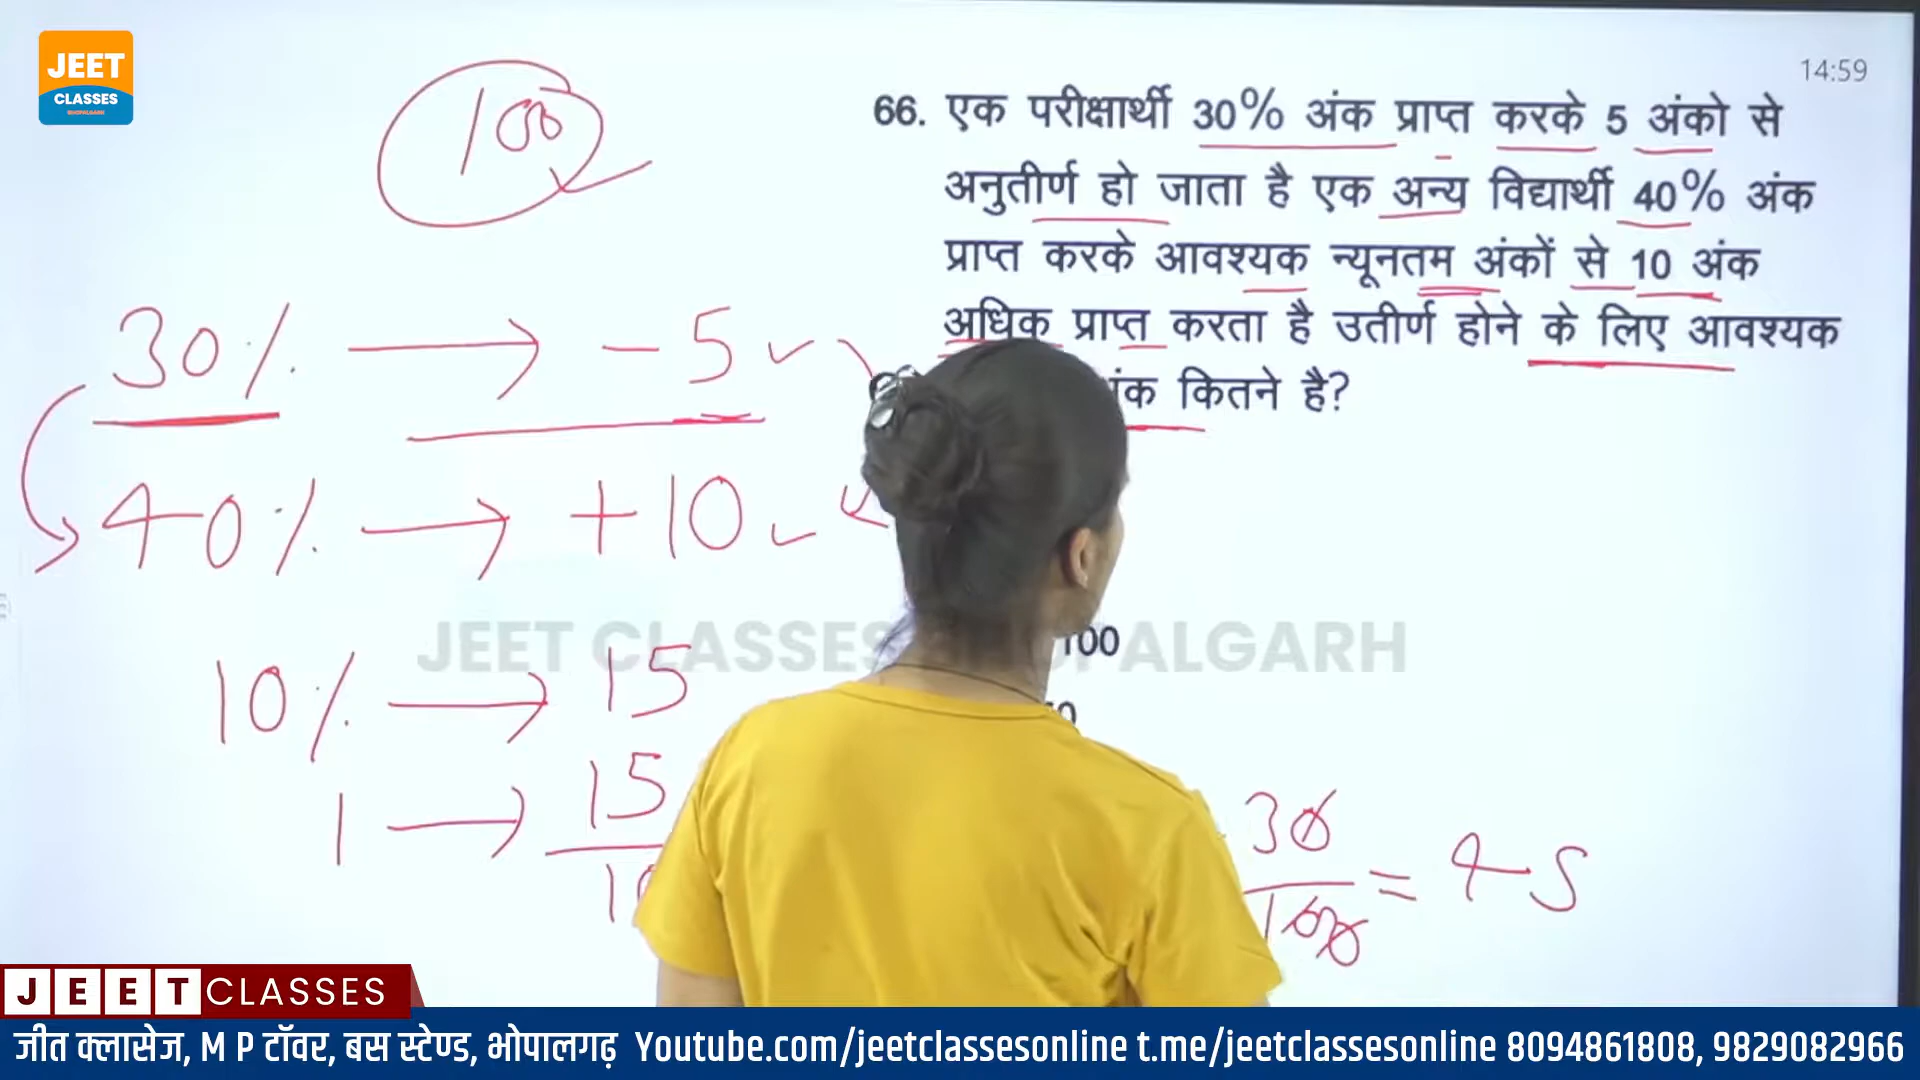 JEET
CLASSES
14:59
100
66. एक परीक्षार्थी 30% अंक प्राप्त करके 5 अंको से
अनुतीर्ण हो जाता है एक अन्य विद्यार्थी 40% अंक
प्राप्त करके आवश्यक न्यूनतम अंकों से 10 अंक
अधिक प्राप्त करता है उतीर्ण होने के लिए आवश्यक
अंक कितने है?
30% → -5
40% → +10
JEET CLASSES BHOPALGARH
100
10% → 15
1 → 15
30
100
= 45
JEET CLASSES
जीत क्लासेज, M P टॉवर, बस स्टेण्ड, भोपालगढ़ Youtube.com/jeetclassesonline t.me/jeetclassesonline 8094861808, 9829082966